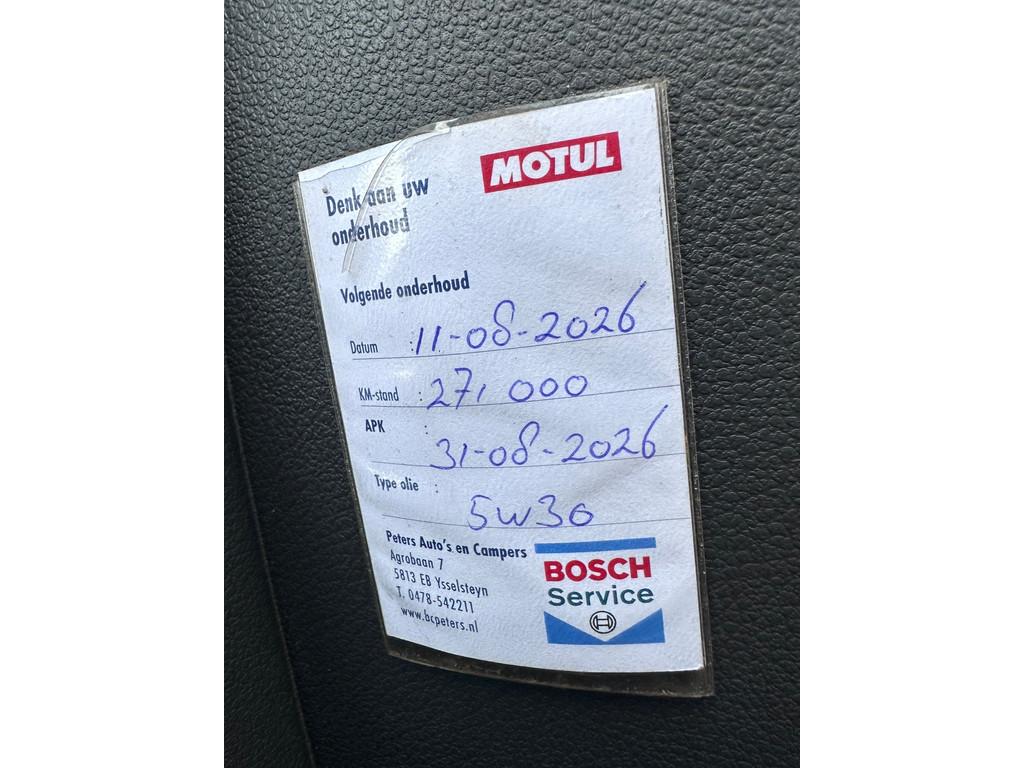 MOTUL
Denk aan uw
onderhoud
Volgende onderhoud
Datum : 11-08-2026
KM-stand : 271 000
APK :
31-08-2026
Type olie :
5W30
Peters Auto's en Campers
Agrobaan 7
5813 EB Ysselsteyn
T. 0478-542211
www.bcpeters.nl
BOSCH
Service